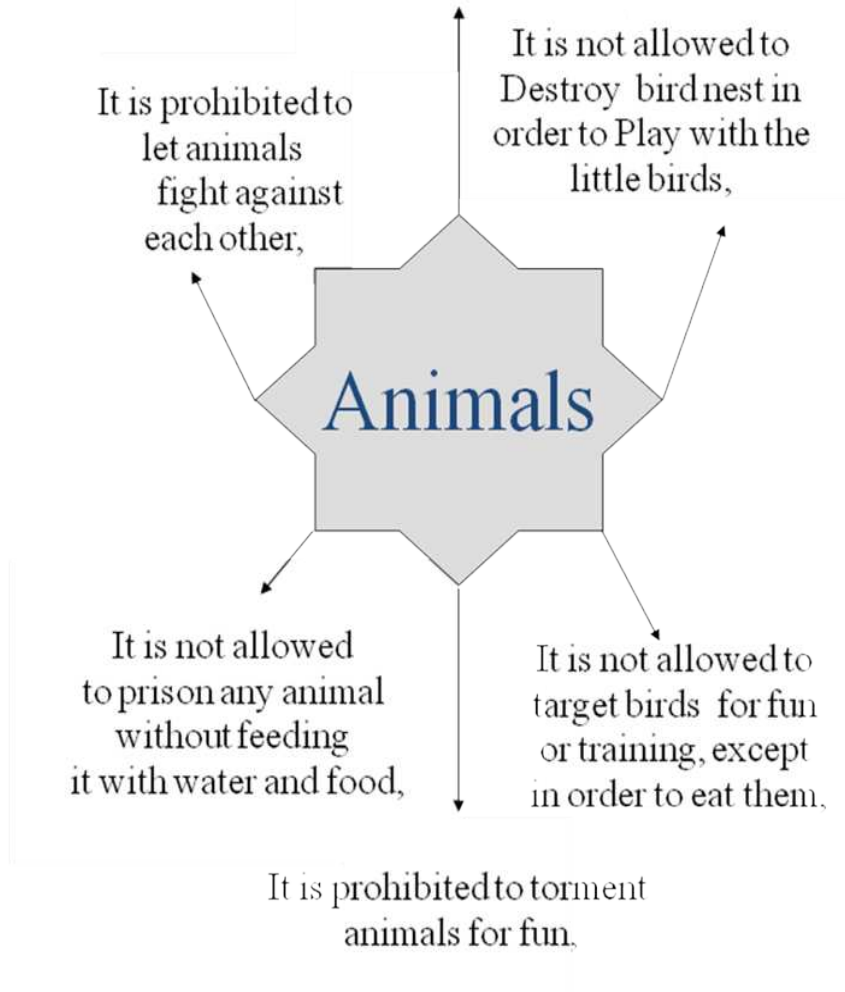 It is prohibited to
let animals
fight against
each other,
It is not allowed to
Destroy bird nest in
order to Play with the
little birds,
Animals
It is not allowed
to prison any animal
without feeding
it with water and food,
It is not allowed to
target birds for fun
or training, except
in order to eat them.
It is prohibited to torment
animals for fun.